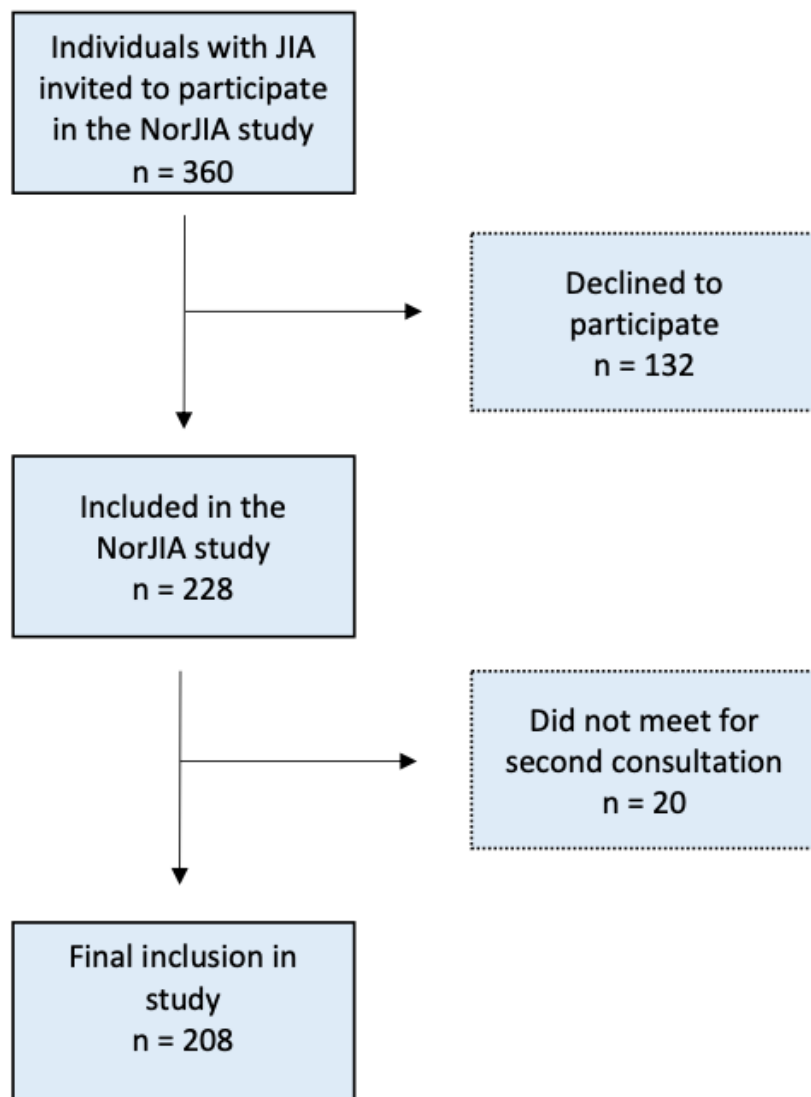 Individuals with JIA
invited to participate
in the NorJIA study
n = 360
Declined to
participate
n = 132
Included in the
NorJIA study
n = 228
Did not meet for
second consultation
n = 20
Final inclusion in
study
n = 208